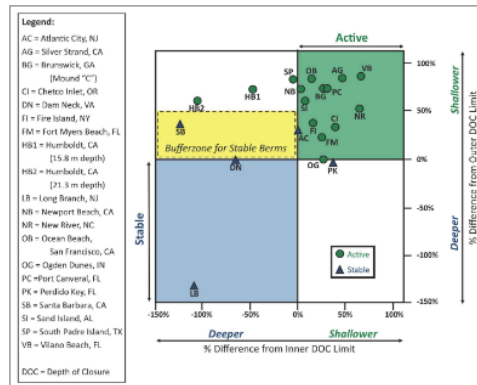 Legend:
AC = Atlantic City, NJ
AG = Silver Strand, CA
BG = Brunswick, GA
(Mound "C")
CI = Chetco Inlet, OR
DN = Dam Neck, VA
FI = Fire Island, NY
FM = Fort Myers Beach, FL
HB1 = Humboldt, CA
(15.8 m depth)
HB2 = Humboldt, CA
(21.3 m depth)
LB = Long Branch, NJ
NB = Newport Beach, CA
NR = New River, NC
OB = Ocean Beach,
San Francisco, CA
OG = Ogden Dunes, IN
PC = Port Canveral, FL
PK = Perdido Key, FL
SB = Santa Barbara, CA
SI = Sand Island, AL
SP = South Padre Island, TX
VB = Vilano Beach, FL
DOC = Depth of Closure
Active
100%
50%
0%
50%
-100%
-150%
SP
OB
AG
VB
HB2
HB1
NB
BG
PC
SI
NR
SB
FI
CI
AC
FM
Bufferzone for Stable Berms
DN
OG
PK
LB
Stable
Active
Stable
-150%
-100%
-50%
0%
50%
100%
Deeper
Shallower
% Difference from Inner DOC Limit
Shallower
Deeper
% Difference from Outer DOC Limit